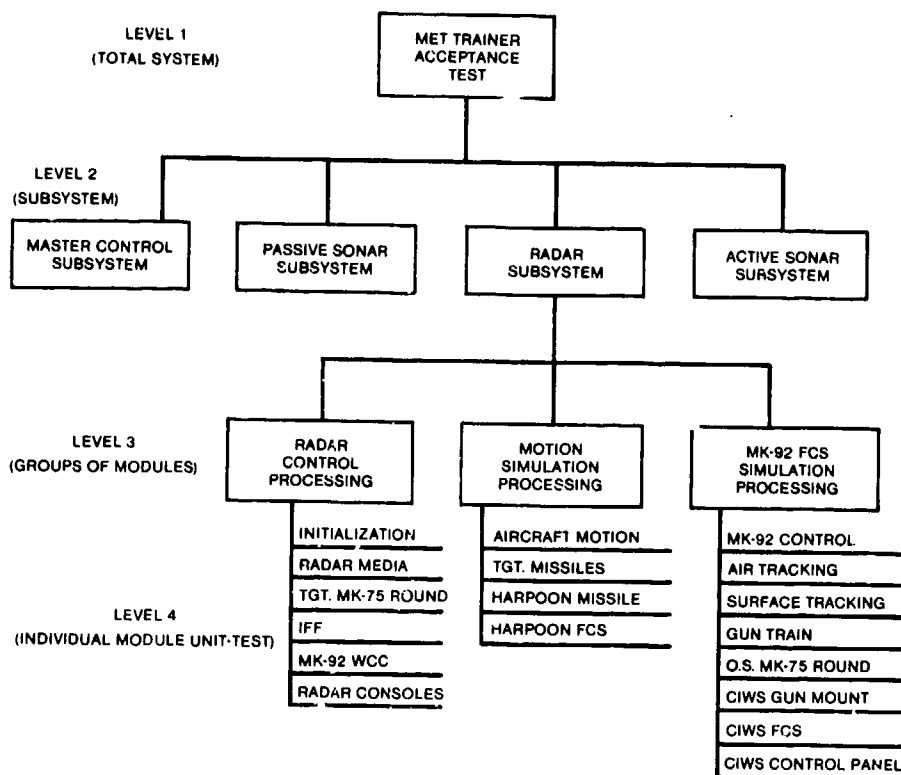 LEVEL 1
(TOTAL SYSTEM)
MET TRAINER
ACCEPTANCE
TEST
LEVEL 2
(SUBSYSTEM)
MASTER CONTROL
SUBSYSTEM
PASSIVE SONAR
SUBSYSTEM
RADAR
SUBSYSTEM
ACTIVE SONAR
SURSYSTEM
LEVEL 3
(GROUPS OF MODULES)
RADAR
CONTROL
PROCESSING
MOTION
SIMULATION
PROCESSING
MK-92 FCS
SIMULATION
PROCESSING
LEVEL 4
(INDIVIDUAL MODULE UNIT-TEST)
INITIALIZATION
RADAR MEDIA
TGT. MK-75 ROUND
IFF
MK-92 WCC
RADAR CONSOLES
AIRCRAFT MOTION
TGT. MISSILES
HARPOON MISSILE
HARPOON FCS
MK-92 CONTROL
AIR TRACKING
SURFACE TRACKING
GUN TRAIN
O.S. MK-75 ROUND
CIWS GUN MOUNT
CIWS FCS
CIWS CONTROL PANEL